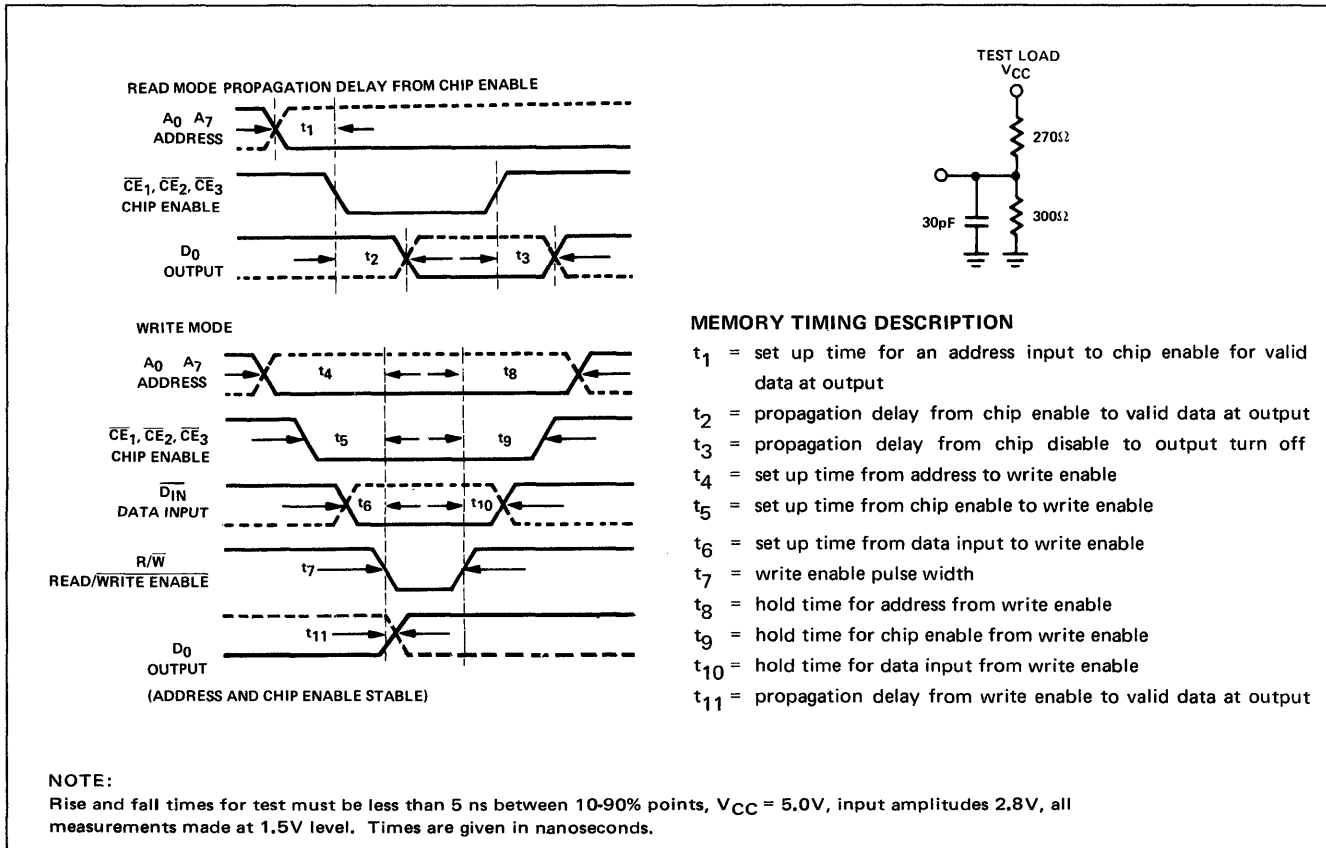 READ MODE PROPAGATION DELAY FROM CHIP ENABLE
A0 A7
ADDRESS
t1
CE1, CE2, CE3
CHIP ENABLE
D0
OUTPUT
t2
t3
WRITE MODE
A0 A7
ADDRESS
t4
t8
CE1, CE2, CE3
CHIP ENABLE
t5
t9
DIN
DATA INPUT
t6
t10
R/W
READ/WRITE ENABLE
t7
D0
OUTPUT
t11
(ADDRESS AND CHIP ENABLE STABLE)
TEST LOAD
VCC
270Ω
30pF
300Ω
MEMORY TIMING DESCRIPTION
t1 = set up time for an address input to chip enable for valid
data at output
t2 = propagation delay from chip enable to valid data at output
t3 = propagation delay from chip disable to output turn off
t4 = set up time from address to write enable
t5 = set up time from chip enable to write enable
t6 = set up time from data input to write enable
t7 = write enable pulse width
t8 = hold time for address from write enable
t9 = hold time for chip enable from write enable
t10 = hold time for data input from write enable
t11 = propagation delay from write enable to valid data at output
NOTE:
Rise and fall times for test must be less than 5 ns between 10-90% points, VCC = 5.0V, input amplitudes 2.8V, all
measurements made at 1.5V level. Times are given in nanoseconds.